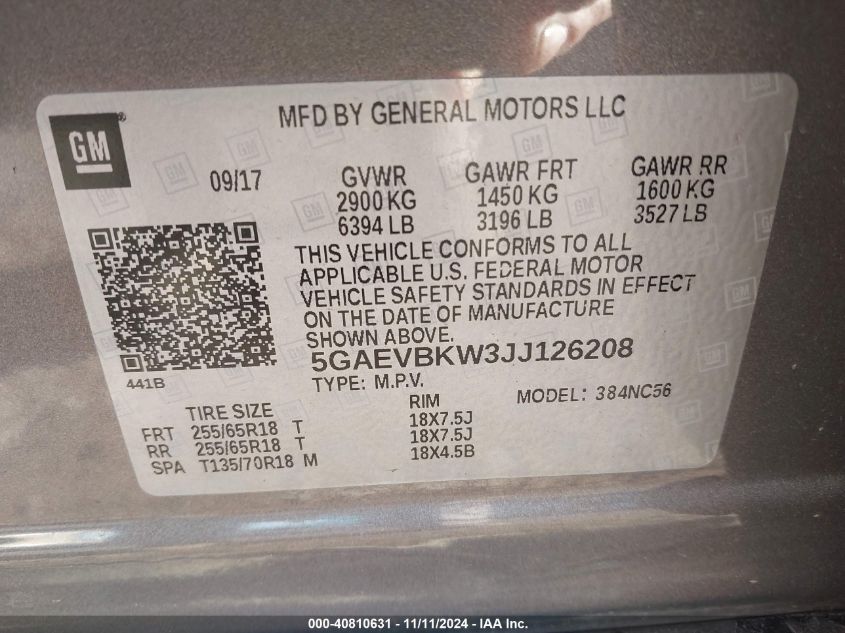 MFD BY GENERAL MOTORS LLC
GM®
09/17
GVWR GAWR FRT GAWR RR
2900 KG 1450 KG 1600 KG
6394 LB 3196 LB 3527 LB
THIS VEHICLE CONFORMS TO ALL
APPLICABLE U.S. FEDERAL MOTOR
VEHICLE SAFETY STANDARDS IN EFFECT
ON THE DATE OF MANUFACTURE
SHOWN ABOVE.
5GAEVBKW3JJ126208
441B
TYPE: M.P.V.
MODEL: 384NC56
TIRE SIZE RIM
FRT 255/65R18 T 18X7.5J
RR 255/65R18 T 18X7.5J
SPA T135/70R18 M 18X4.5B
000-40810631 - 11/11/2024 - IAA Inc.